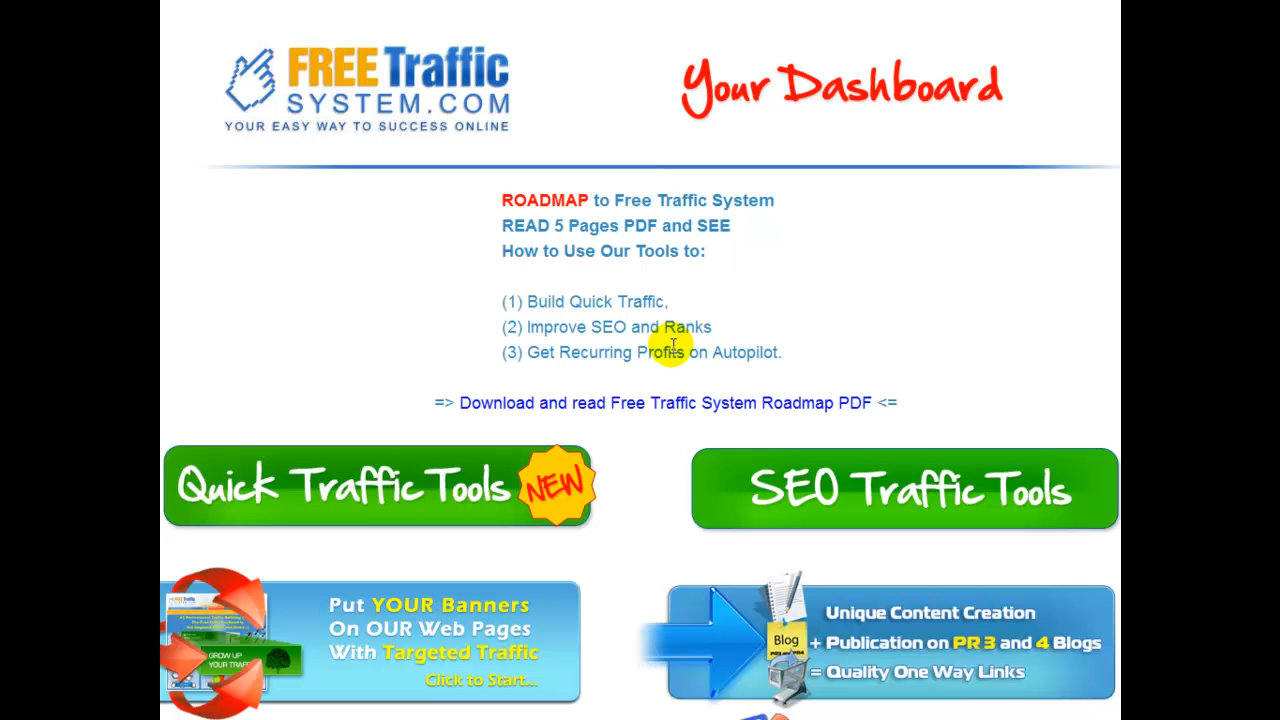 FREE Traffic
SYSTEM.COM
YOUR EASY WAY TO SUCCESS ONLINE
Your Dashboard
ROADMAP to Free Traffic System
READ 5 Pages PDF and SEE
How to Use Our Tools to:
(1) Build Quick Traffic,
(2) Improve SEO and Ranks
(3) Get Recurring Profits on Autopilot.
=> Download and read Free Traffic System Roadmap PDF <=
Quick Traffic Tools NEW
SEO Traffic Tools
Put YOUR Banners
On OUR Web Pages
With Targeted Traffic
Click to Start...
GROW UP
YOUR TRAFF
Blog
Unique Content Creation
+ Publication on PR 3 and 4 Blogs
= Quality One Way Links